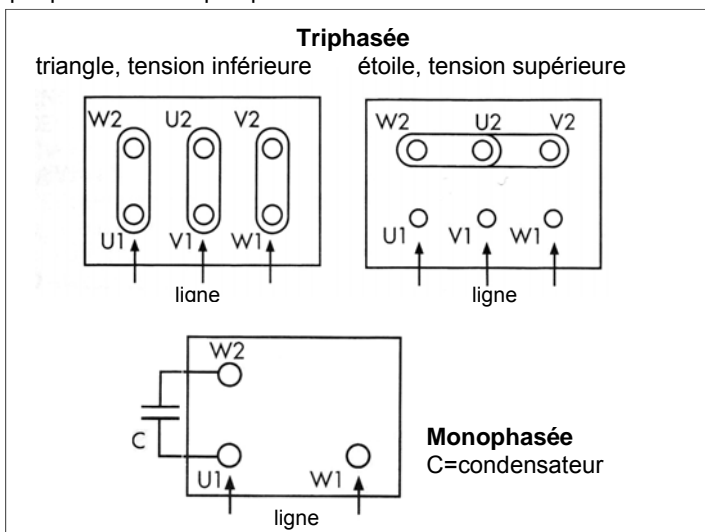 Triphasée
triangle, tension inférieure étoile, tension supérieure
W2 U2 V2
U1 V1 W1
ligne
W2 U2 V2
U1 V1 W1
ligne
W2
C
U1 W1
ligne
Monophasée
C=condensateur